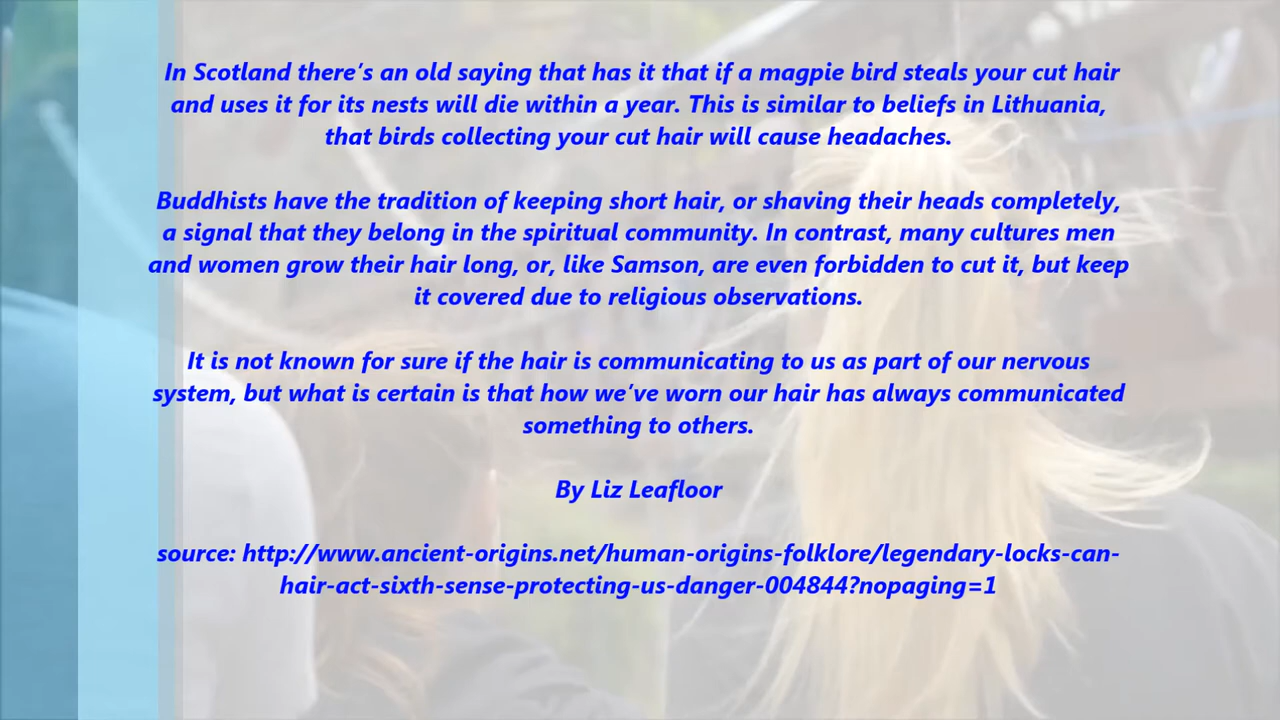 In Scotland there’s an old saying that has it that if a magpie bird steals your cut hair
and uses it for its nests will die within a year. This is similar to beliefs in Lithuania,
that birds collecting your cut hair will cause headaches.
Buddhists have the tradition of keeping short hair, or shaving their heads completely,
a signal that they belong in the spiritual community. In contrast, many cultures men
and women grow their hair long, or, like Samson, are even forbidden to cut it, but keep
it covered due to religious observations.
It is not known for sure if the hair is communicating to us as part of our nervous
system, but what is certain is that how we’ve worn our hair has always communicated
something to others.
By Liz Leafloor
source: http://www.ancient-origins.net/human-origins-folklore/legendary-locks-can-
hair-act-sixth-sense-protecting-us-danger-004844?nopaging=1